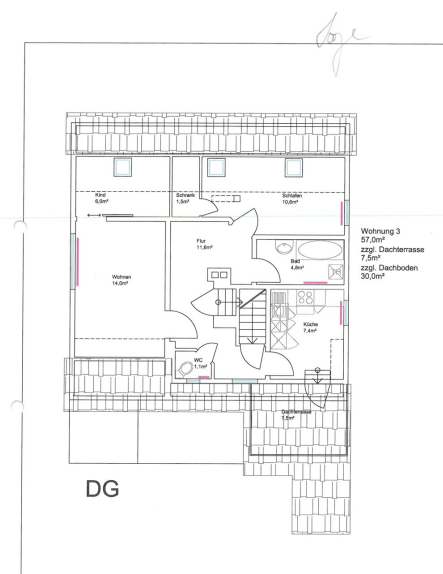 Kind
6,0m²
Schrank
1,5m²
Schlafen
10,6m²
Flur
11,6m²
Bad
4,8m²
Wohnen
14,0m²
Küche
7,4m²
WC
1,1m²
Dachterrasse
7,5m²
Wohnung 3
57,0m²
zzgl. Dachterrasse
7,5m²
zzgl. Dachboden
30,0m²
DG